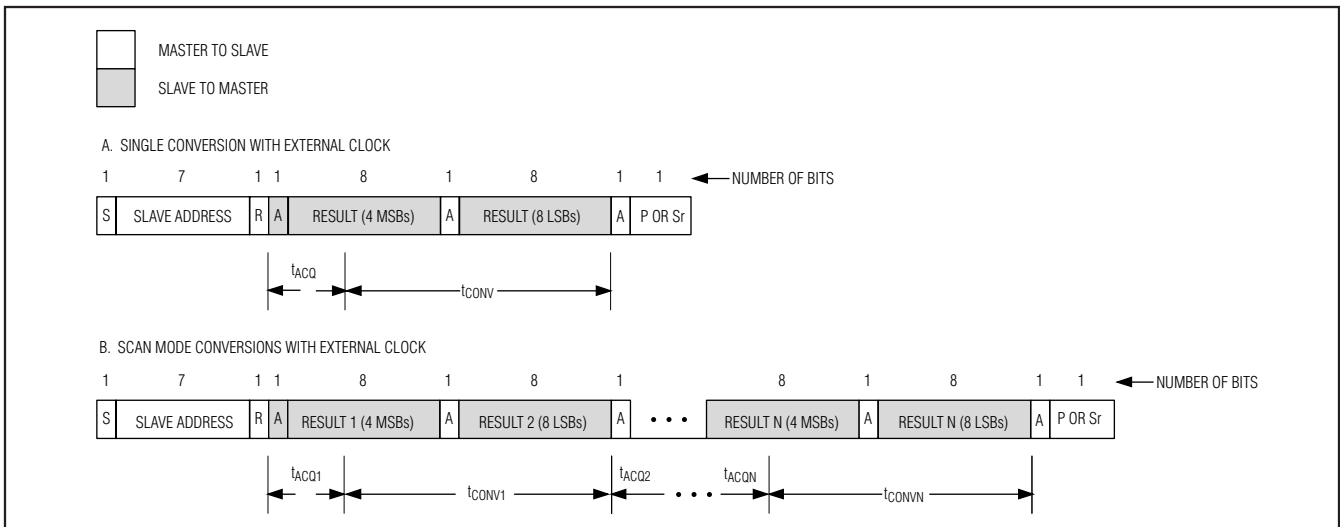 MASTER TO SLAVE
SLAVE TO MASTER
A. SINGLE CONVERSION WITH EXTERNAL CLOCK
1 7 1 1 8 1 8 1 1 NUMBER OF BITS
S SLAVE ADDRESS R A RESULT (4 MSBs) A RESULT (8 LSBs) A P OR Sr
tACQ
tCONV
B. SCAN MODE CONVERSIONS WITH EXTERNAL CLOCK
1 7 1 1 8 1 8 1 8 1 8 1 1 NUMBER OF BITS
S SLAVE ADDRESS R A RESULT 1 (4 MSBs) A RESULT 2 (8 LSBs) A • • • RESULT N (4 MSBs) A RESULT N (8 LSBs) A P OR Sr
tACQ1 tACQ2 tACQN
tCONV1 • • • tCONVN